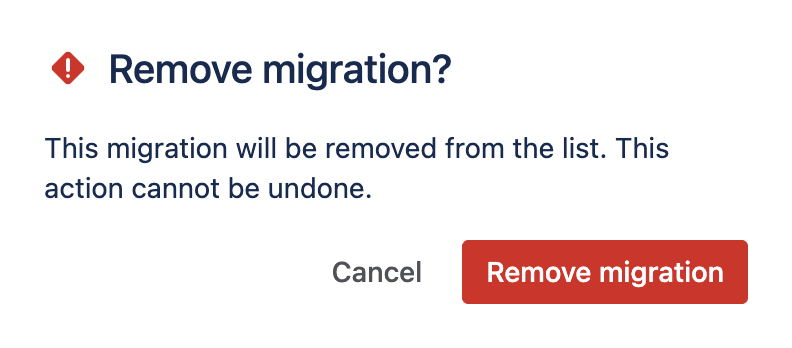 Remove migration?
This migration will be removed from the list. This
action cannot be undone.
Cancel
Remove migration